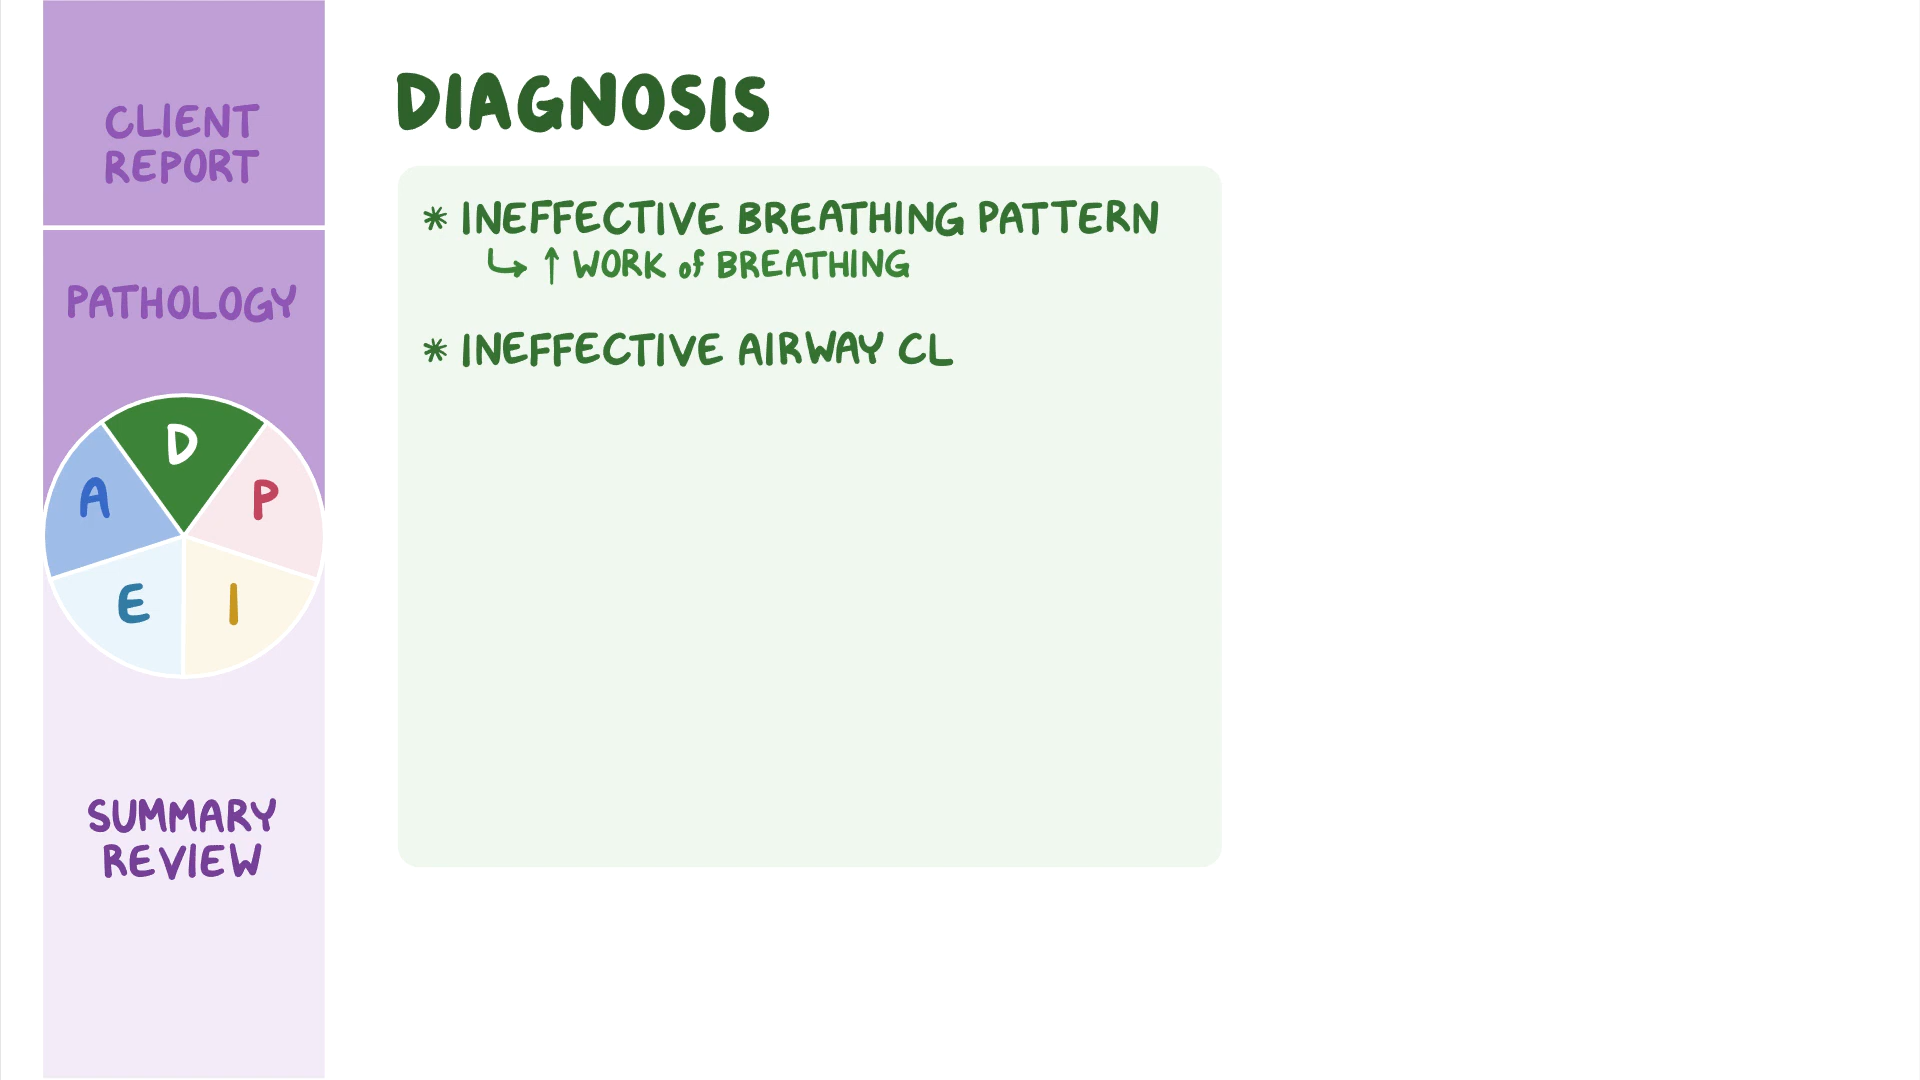 CLIENT
REPORT
PATHOLOGY
D
A
P
E
I
SUMMARY
REVIEW
DIAGNOSIS
* INEFFECTIVE BREATHING PATTERN
↳ ↑ WORK of BREATHING
* INEFFECTIVE AIRWAY CL